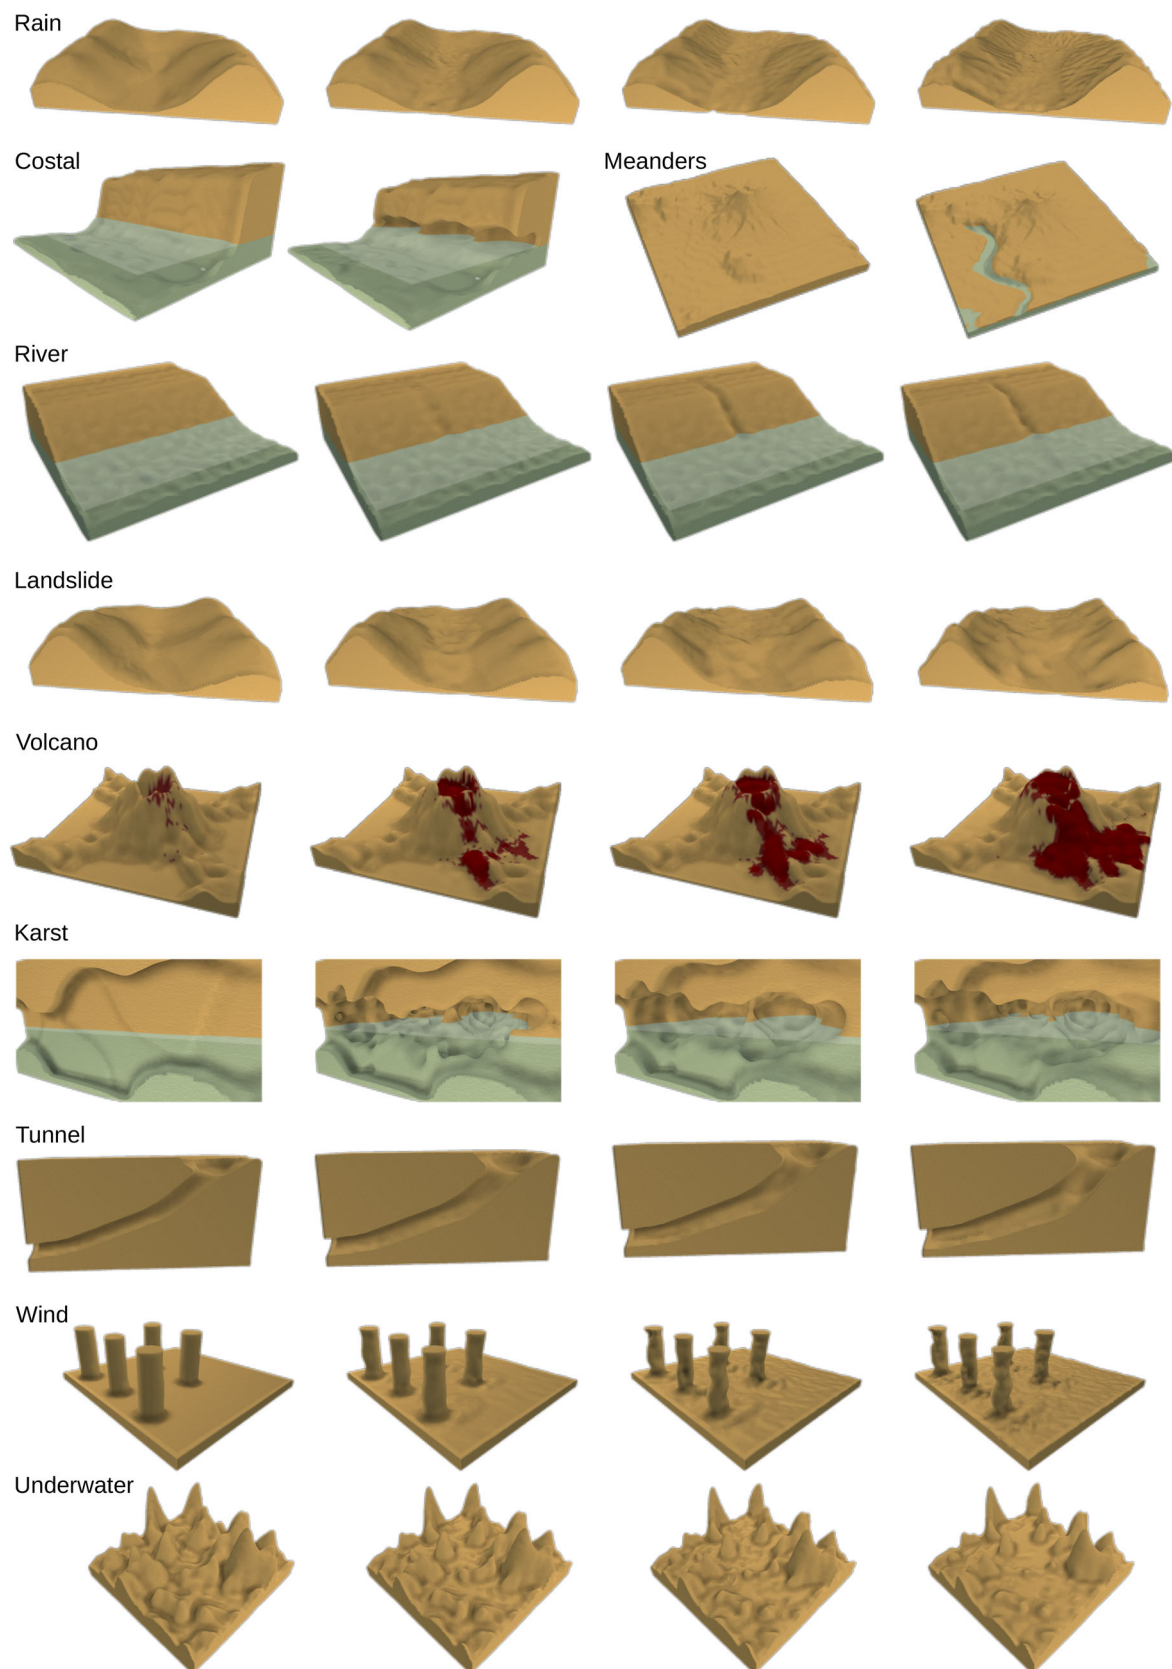 Rain
Costal
Meanders
River
Landslide
Volcano
Karst
Tunnel
Wind
Underwater